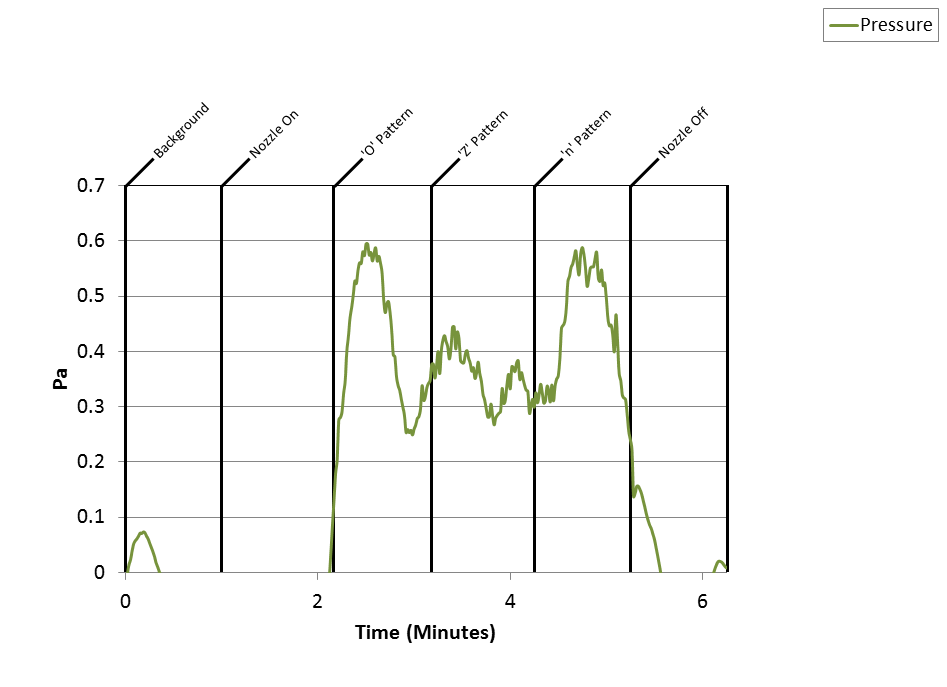 Pressure
Background
Nozzle On
'O' Pattern
'Z' Pattern
'n' Pattern
Nozzle Off
0.7
0.6
0.5
0.4
0.3
0.2
0.1
0
Pa
0 2 4 6
Time (Minutes)